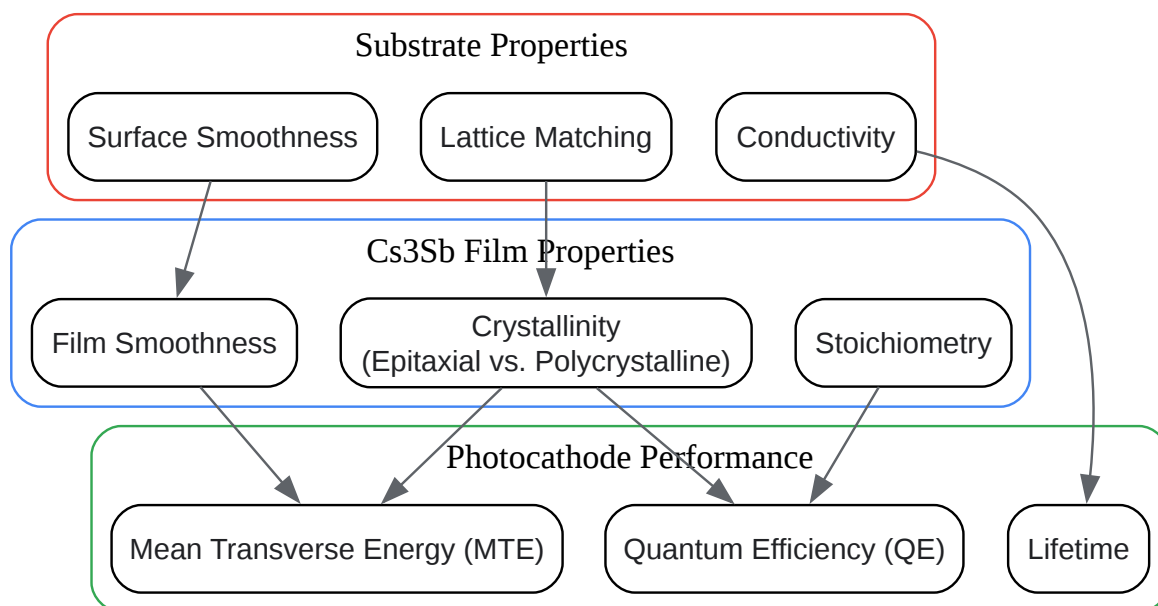 Substrate Properties
Surface Smoothness
Lattice Matching
Conductivity
Cs3Sb Film Properties
Film Smoothness
Crystallinity
(Epitaxial vs. Polycrystalline)
Stoichiometry
Photocathode Performance
Mean Transverse Energy (MTE)
Quantum Efficiency (QE)
Lifetime